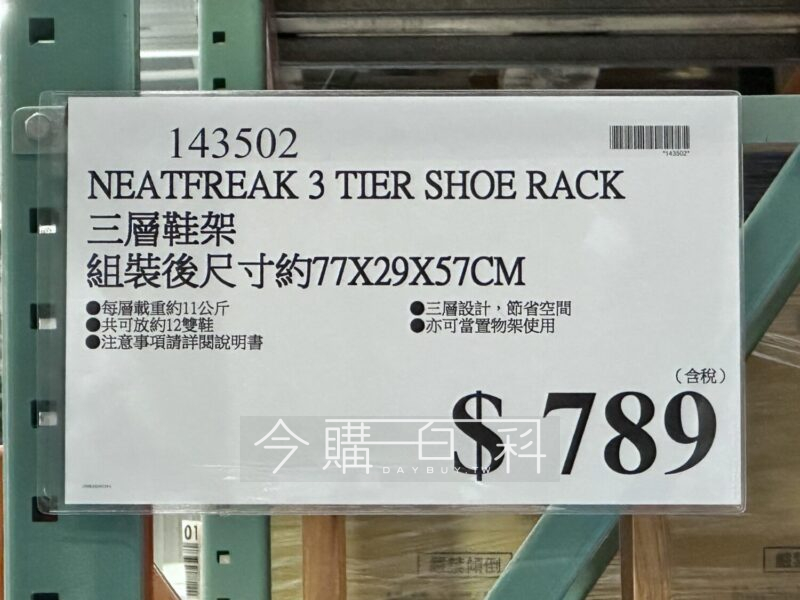 143502
*143502*
NEATFREAK 3 TIER SHOE RACK
三層鞋架
組裝後尺寸約77X29X57CM
●每層載重約11公斤
●三層設計，節省空間
●共可放約12雙鞋
●亦可當置物架使用
●注意事項請詳閱說明書
（含稅）
$ 789
今購百科
DAYBUY.TW
01
嚴禁傾倒